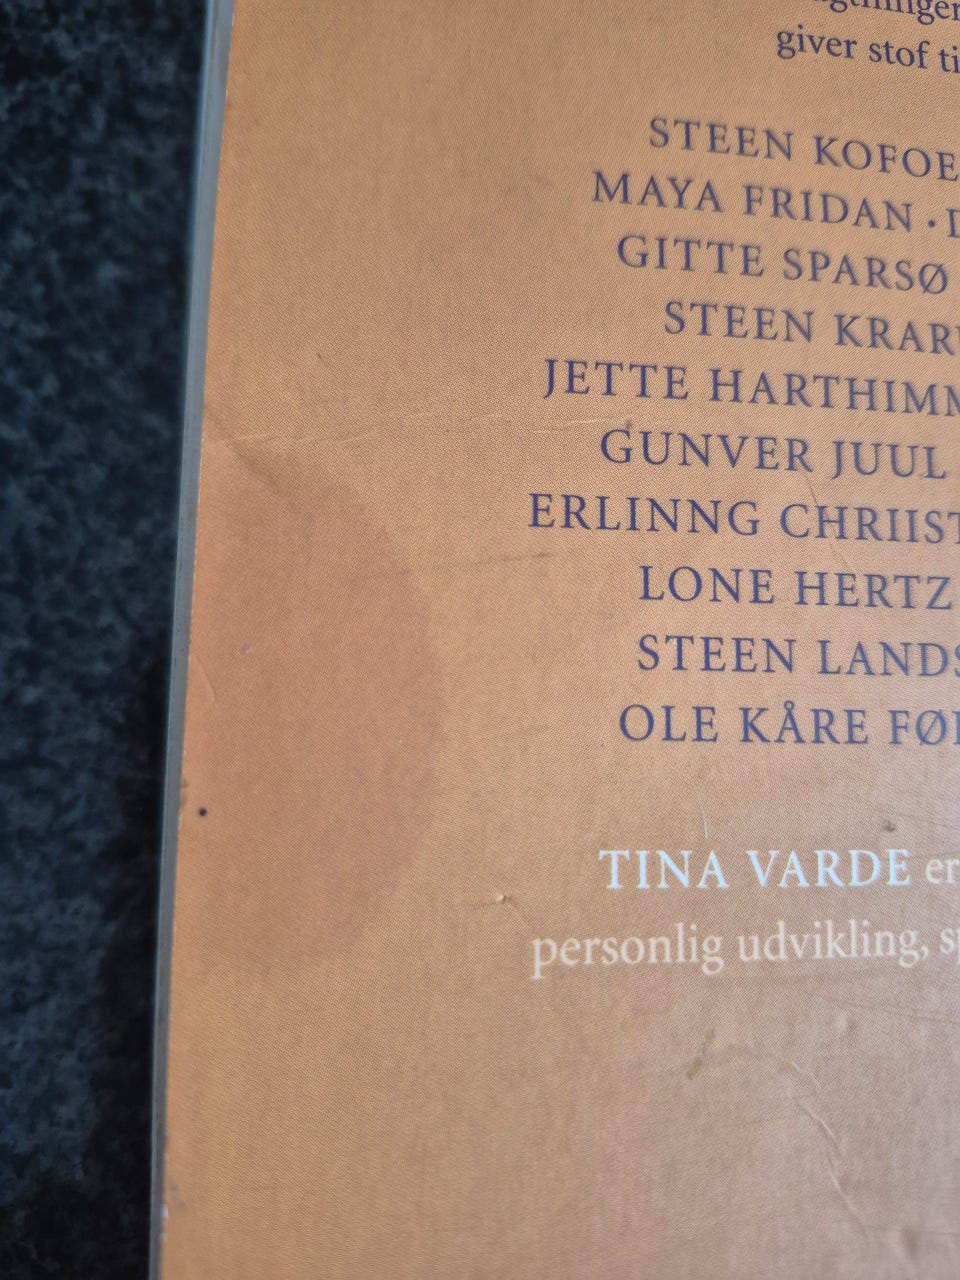 giver stof ti
STEEN KOFOE
MAYA FRIDAN · D
GITTE SPARSØ
STEEN KRAR
JETTE HARTHIMM
GUNVER JUUL
ERLINNG CHRIIST
LONE HERTZ
STEEN LANDS
OLE KÅRE FØ
TINA VARDE er
personlig udvikling, sp